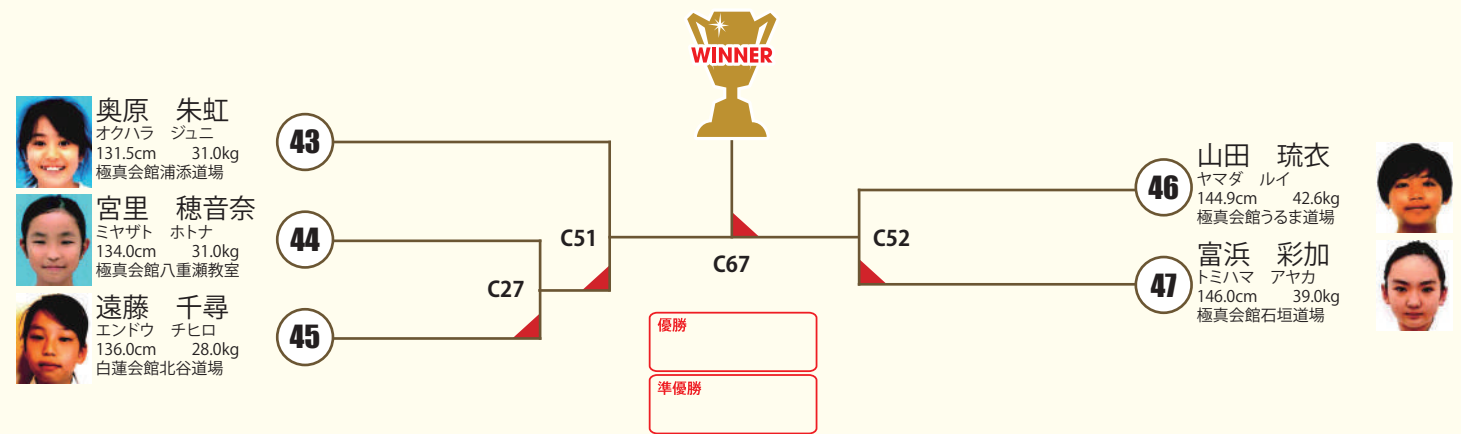 WINNER
奥原　朱虹
オクハラ　ジュニ
131.5cm　31.0kg
極真会館浦添道場
43
宮里　穂音奈
ミヤザト　ホトナ
134.0cm　31.0kg
極真会館八重瀬教室
44
遠藤　千尋
エンドウ　チヒロ
136.0cm　28.0kg
白蓮会館北谷道場
45
C27
C51
C67
C52
46
山田　琉衣
ヤマダ　ルイ
144.9cm　42.6kg
極真会館うるま道場
47
富浜　彩加
トミハマ　アヤカ
146.0cm　39.0kg
極真会館石垣道場
優勝
準優勝